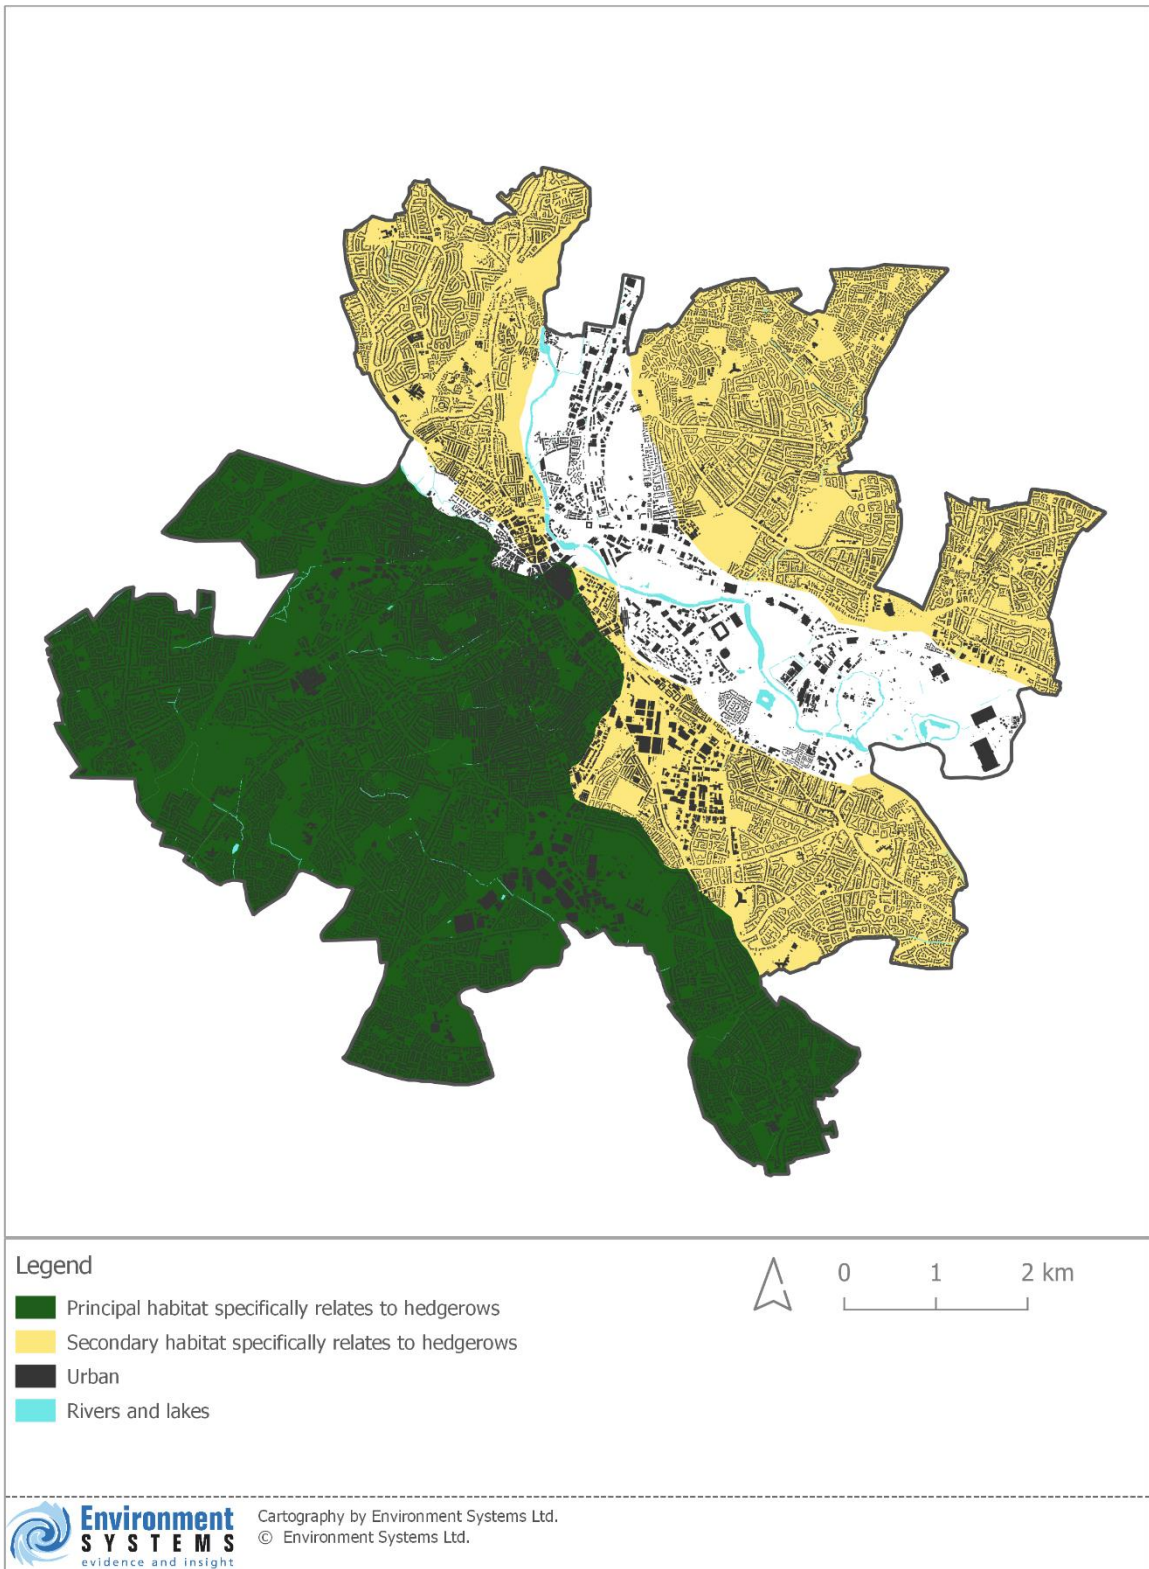 Legend
0 1 2 km
Principal habitat specifically relates to hedgerows
Secondary habitat specifically relates to hedgerows
Urban
Rivers and lakes
Environment
SYSTEMS
evidence and insight
Cartography by Environment Systems Ltd.
© Environment Systems Ltd.